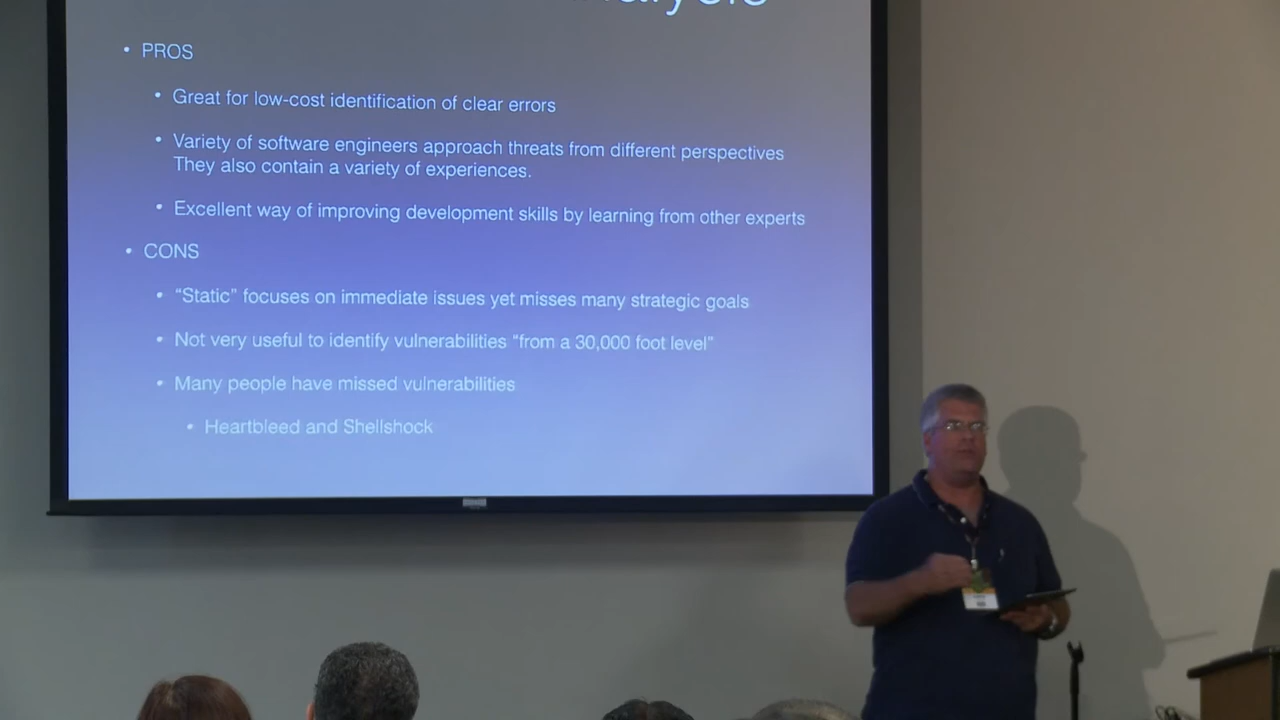 • PROS
• Great for low-cost identification of clear errors
• Variety of software engineers approach threats from different perspectives
They also contain a variety of experiences.
• Excellent way of improving development skills by learning from other experts
• CONS
• “Static” focuses on immediate issues yet misses many strategic goals
• Not very useful to identify vulnerabilities “from a 30,000 foot level”
• Many people have missed vulnerabilities
• Heartbleed and Shellshock